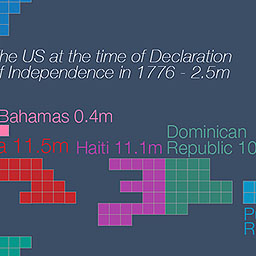 he US at the time of Declaration
f Independence in 1776 - 2.5m
Bahamas 0.4m
a 11.5m
Haiti 11.1m
Dominican
Republic 10
P
R